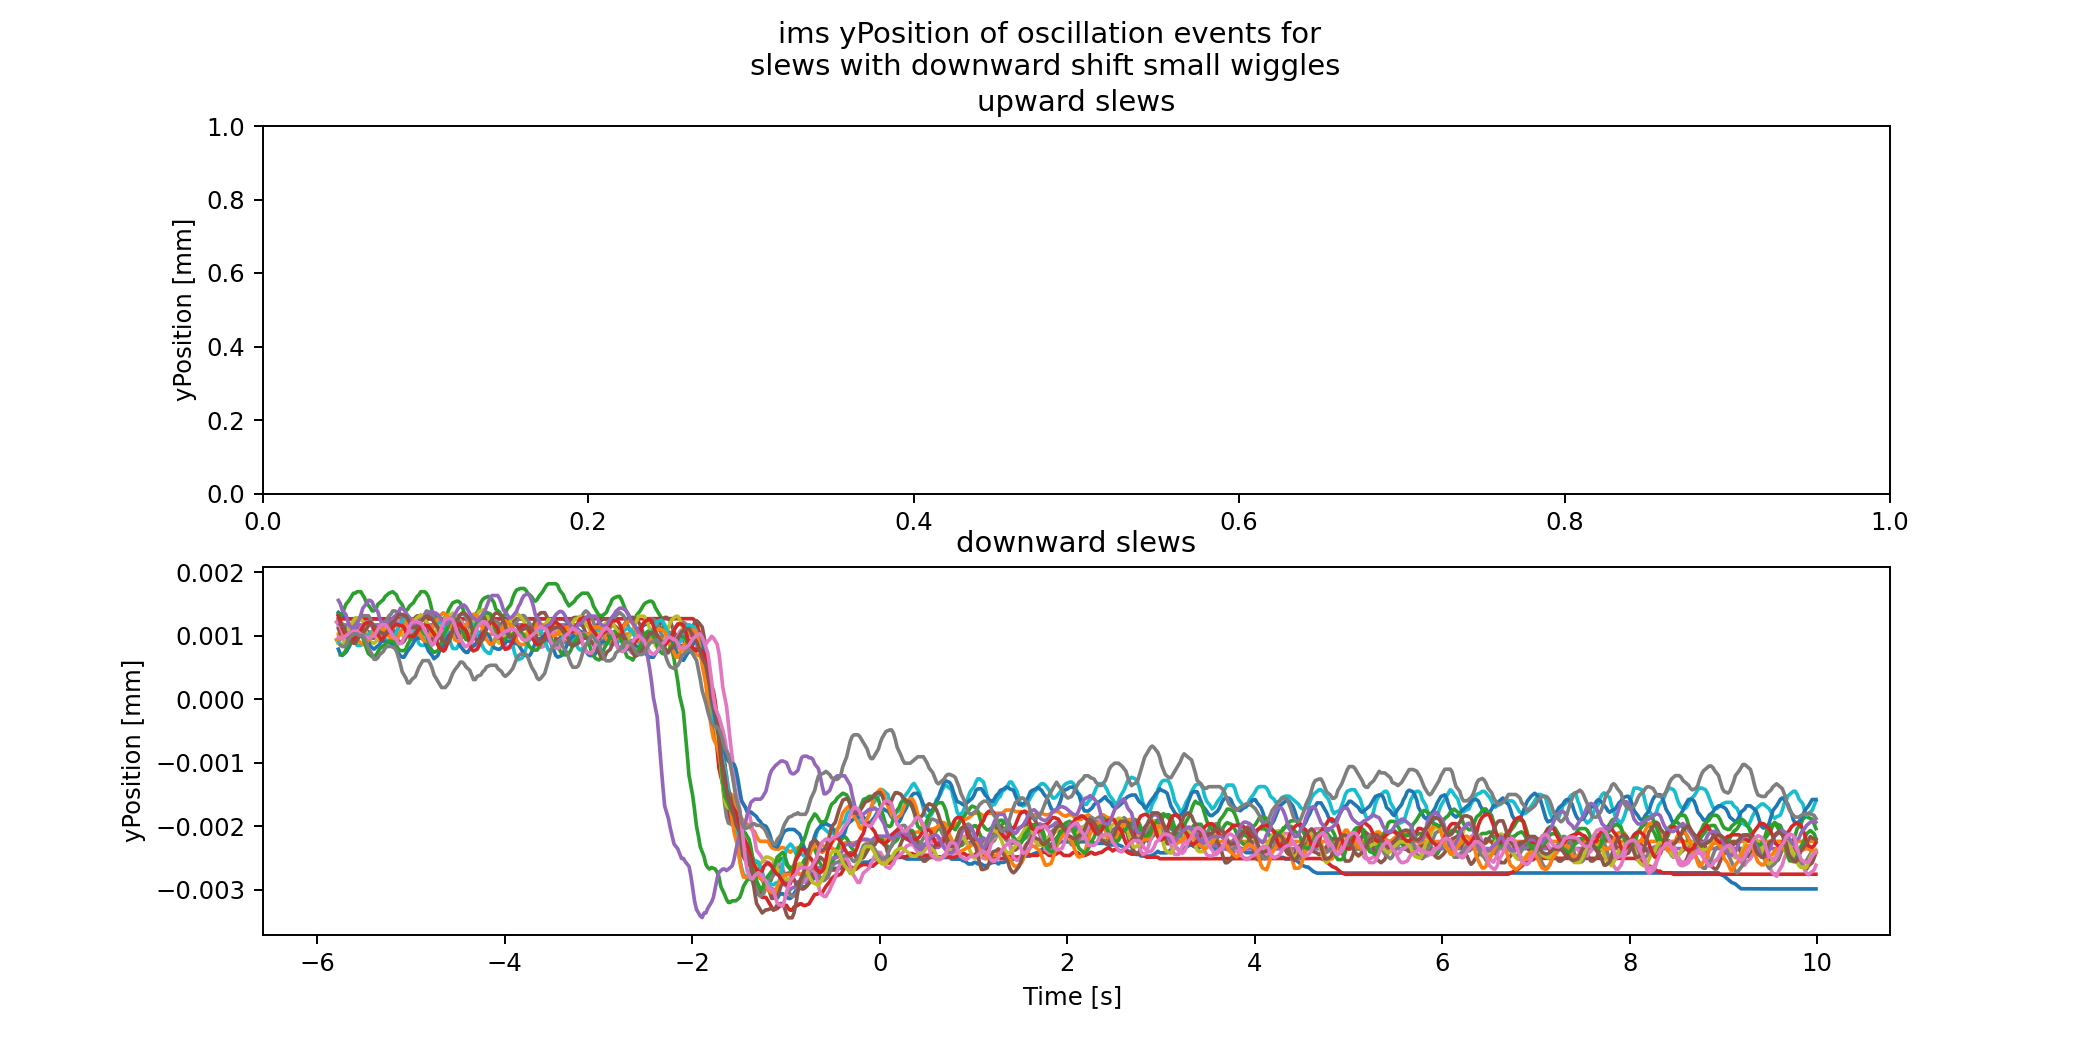 ims yPosition of oscillation events for
slews with downward shift small wiggles
upward slews
1.0
0.8
0.6
0.4
0.2
0.0
yPosition [mm]
0.0 0.2 0.4 0.6 0.8 1.0
downward slews
0.002
0.001
0.000
−0.001
−0.002
−0.003
yPosition [mm]
−6 −4 −2 0 2 4 6 8 10
Time [s]